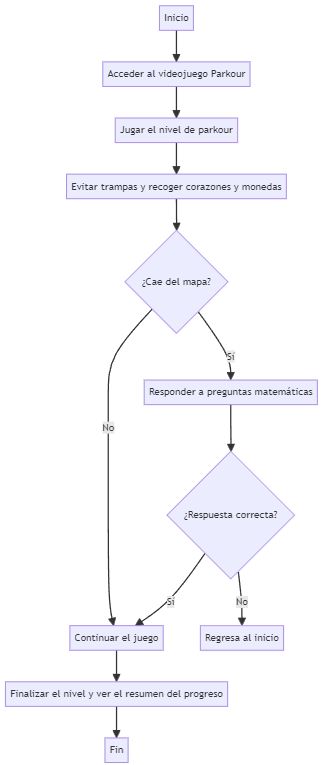 Inicio
Acceder al videojuego Parkour
Jugar el nivel de parkour
Evitar trampas y recoger corazones y monedas
¿Cae del mapa?
Sí
Responder a preguntas matemáticas
No
¿Respuesta correcta?
Sí
No
Continuar el juego
Regresa al inicio
Finalizar el nivel y ver el resumen del progreso
Fin